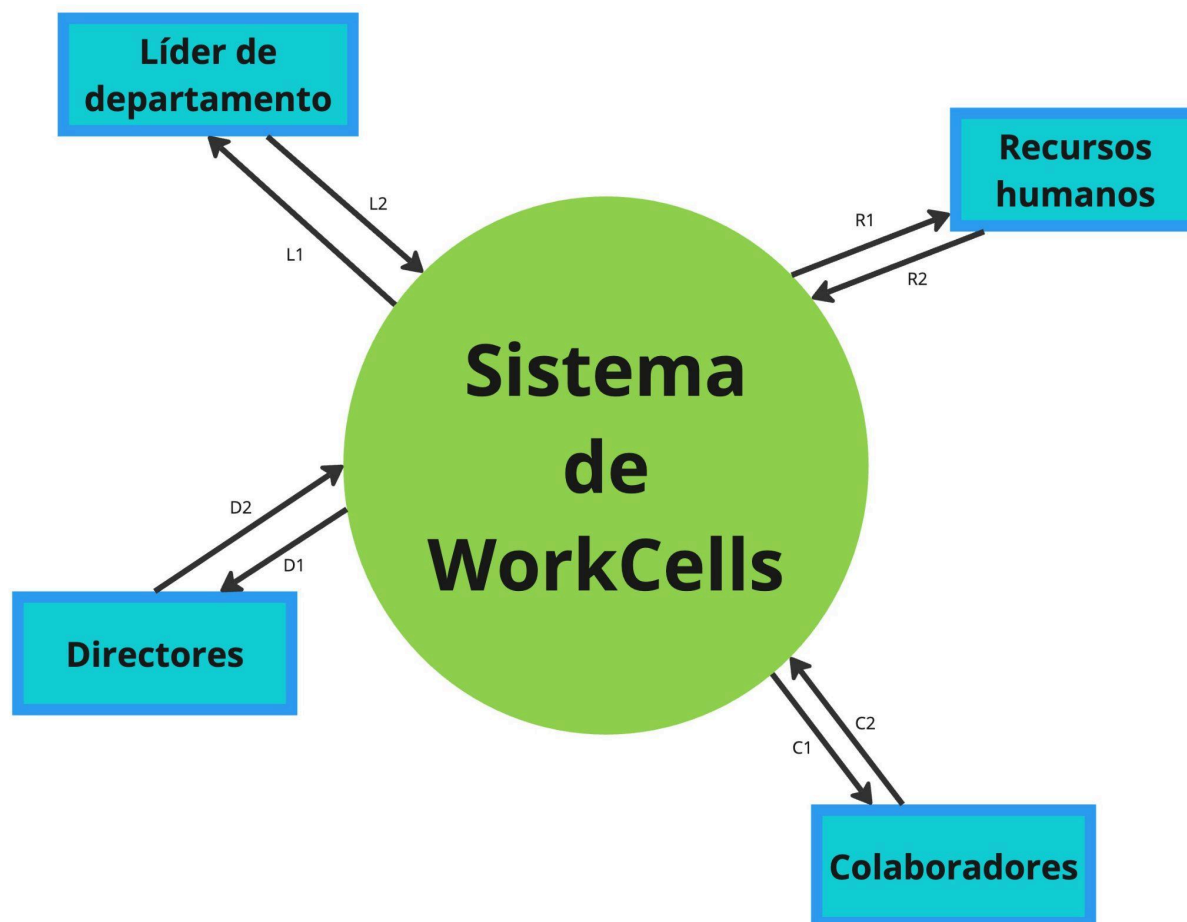 Líder de
departamento
Recursos
humanos
L2
R1
L1
R2
Sistema
de
WorkCells
D2
D1
Directores
C2
C1
Colaboradores